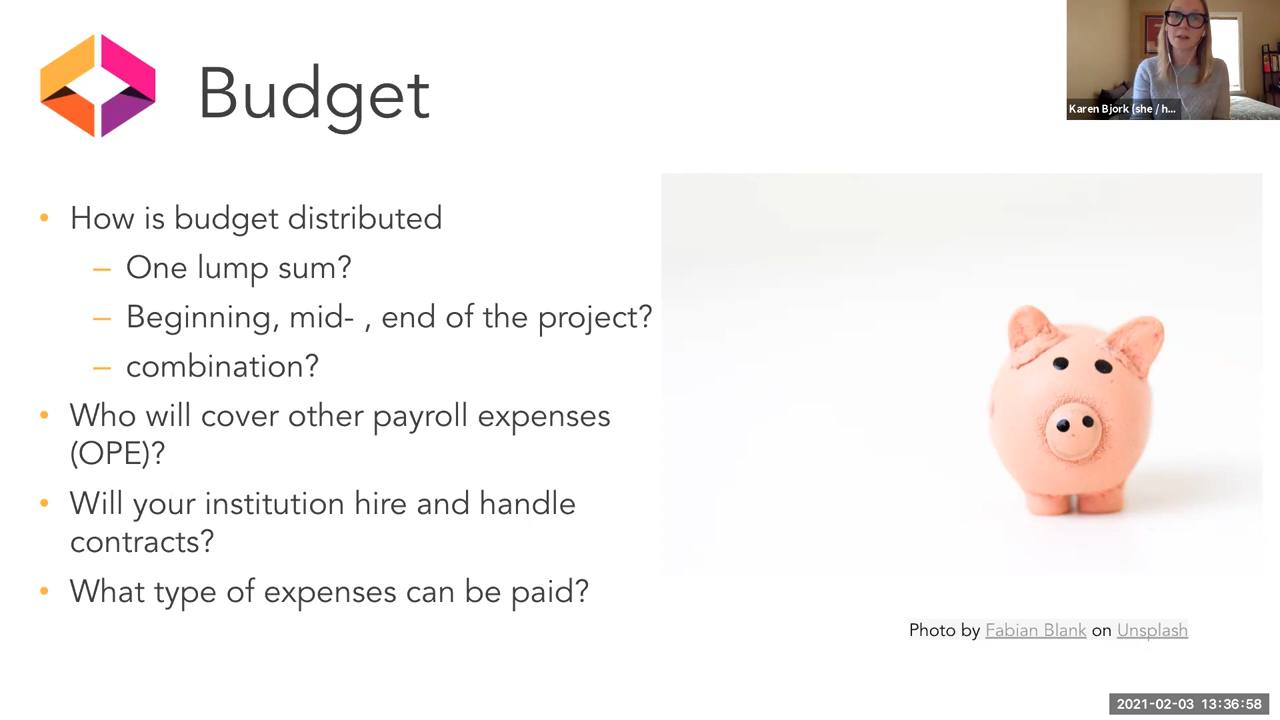 Budget
Karen Bjork (she / h...
• How is budget distributed
– One lump sum?
– Beginning, mid- , end of the project?
– combination?
• Who will cover other payroll expenses
(OPE)?
• Will your institution hire and handle
contracts?
• What type of expenses can be paid?
Photo by Fabian Blank on Unsplash
2021-02-03 13:36:58